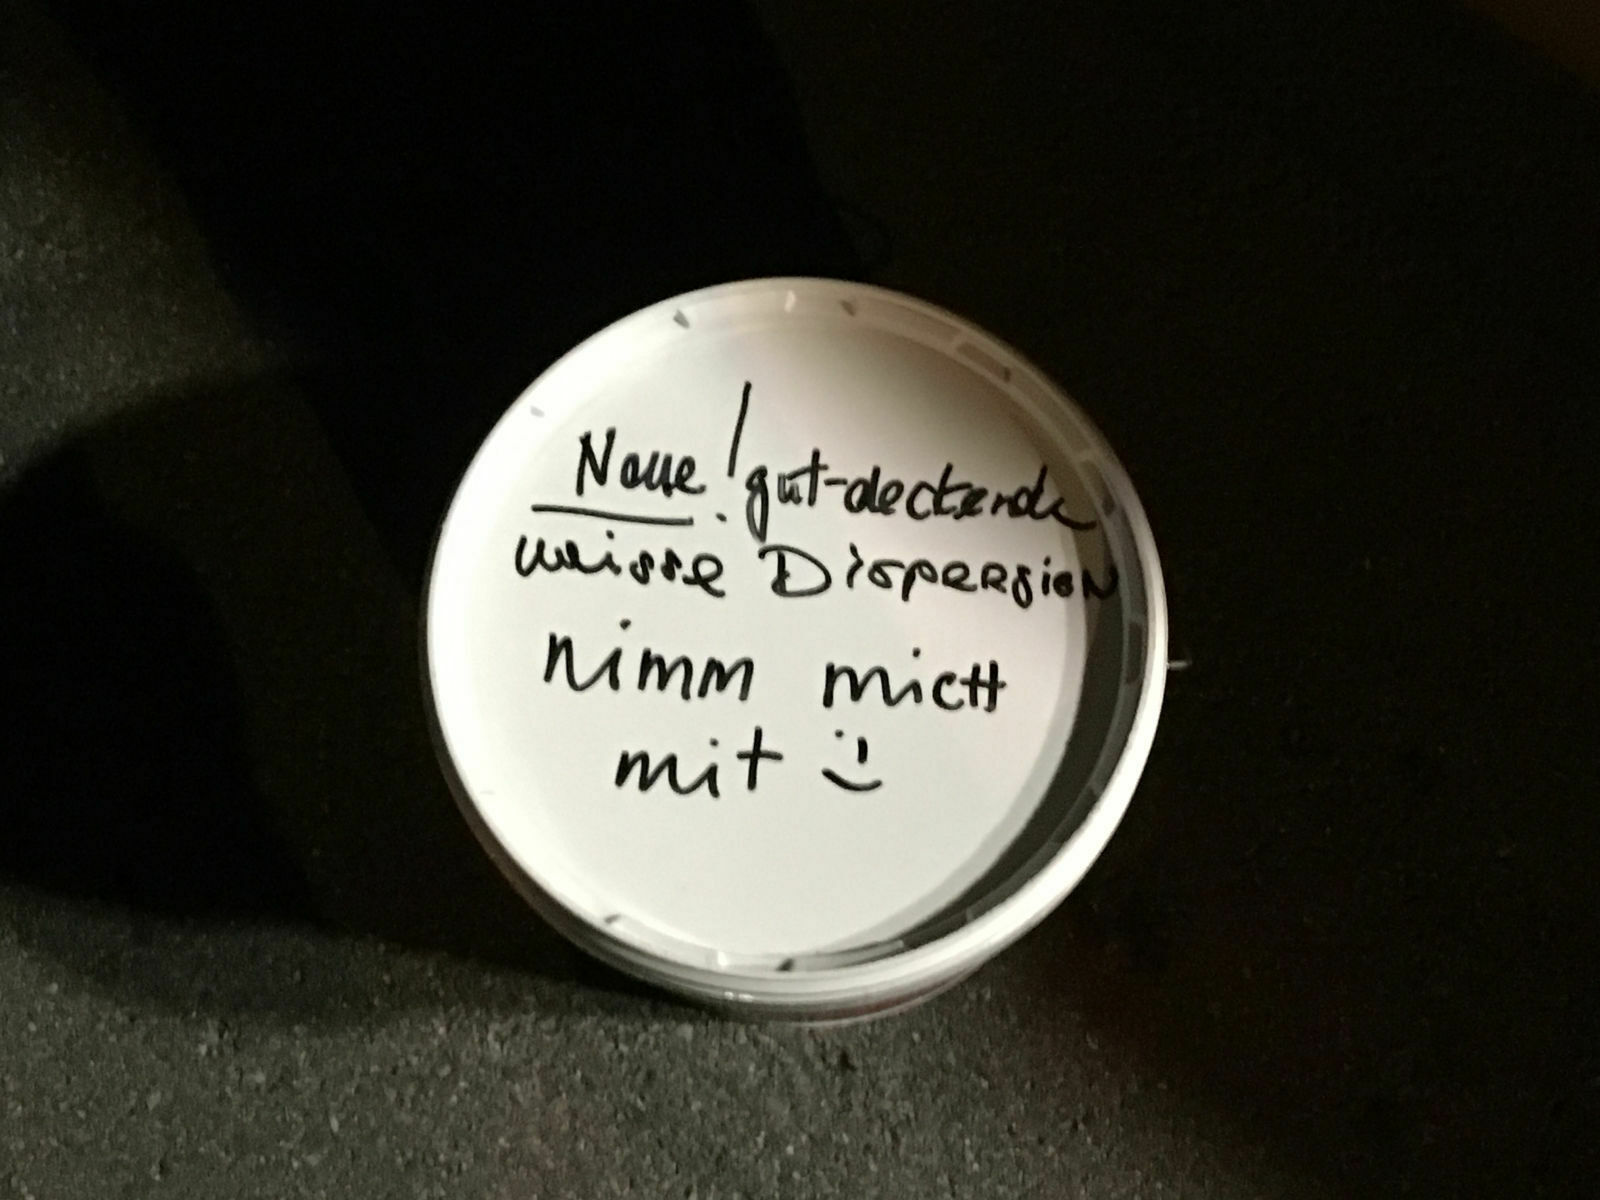 Neue! gut-deckende
weisse Dispersion
nimm mich
mit :)